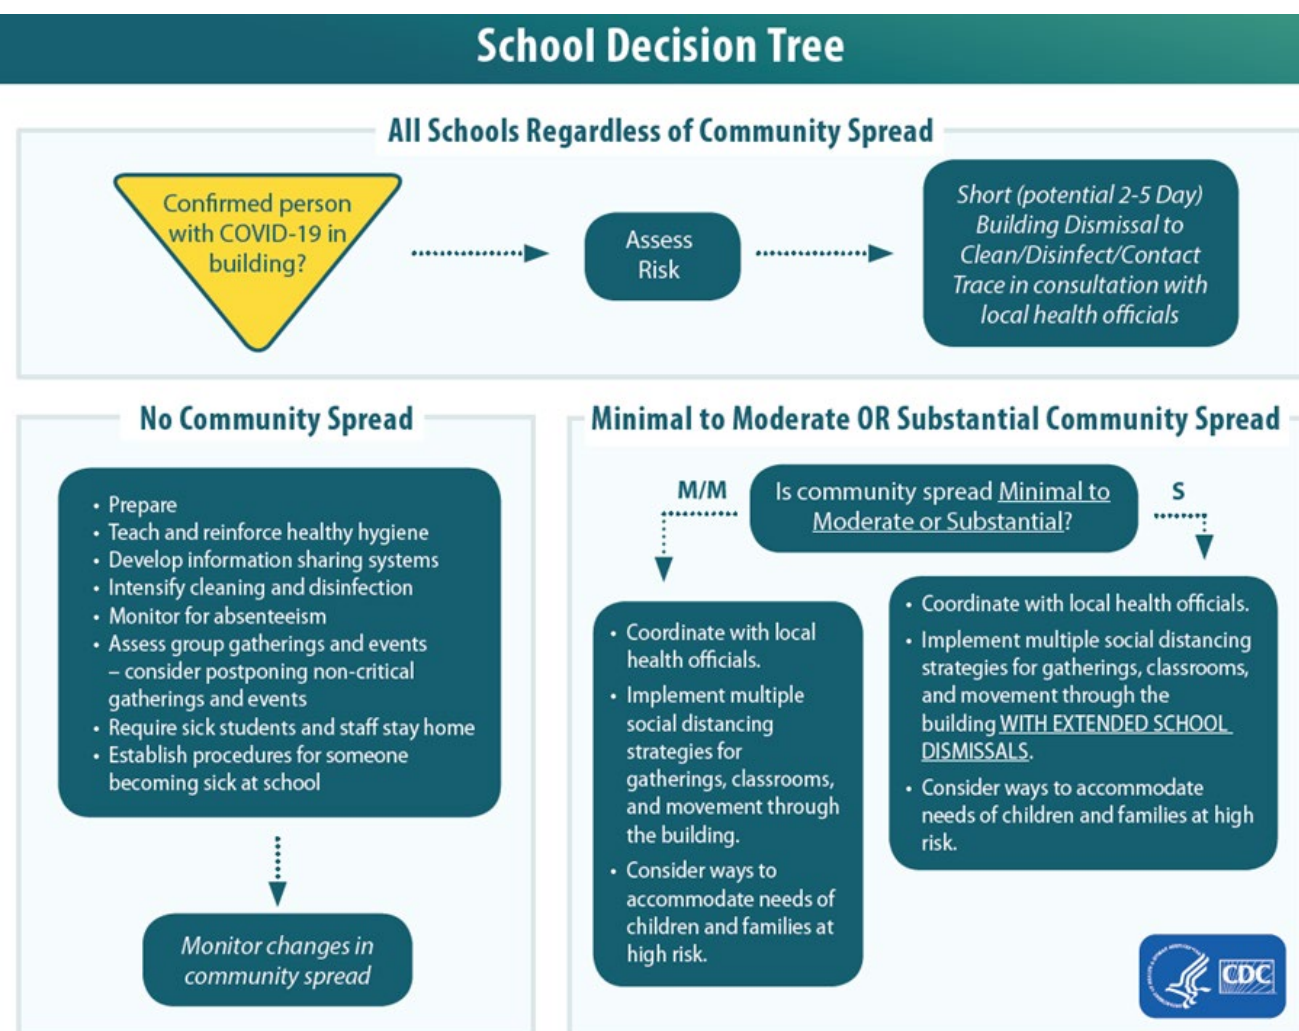 School Decision Tree
All Schools Regardless of Community Spread
Confirmed person
with COVID-19 in
building?
Assess
Risk
Short (potential 2-5 Day)
Building Dismissal to
Clean/Disinfect/Contact
Trace in consultation with
local health officials
No Community Spread
• Prepare
• Teach and reinforce healthy hygiene
• Develop information sharing systems
• Intensify cleaning and disinfection
• Monitor for absenteeism
• Assess group gatherings and events
– consider postponing non-critical
gatherings and events
• Require sick students and staff stay home
• Establish procedures for someone
becoming sick at school
Monitor changes in
community spread
Minimal to Moderate OR Substantial Community Spread
Is community spread Minimal to
Moderate or Substantial?
M/M
• Coordinate with local
health officials.
• Implement multiple
social distancing
strategies for
gatherings, classrooms,
and movement through
the building.
• Consider ways to
accommodate needs of
children and families at
high risk.
S
• Coordinate with local health officials.
• Implement multiple social distancing
strategies for gatherings, classrooms,
and movement through the
building WITH EXTENDED SCHOOL
DISMISSALS.
• Consider ways to accommodate
needs of children and families at high
risk.
CDC